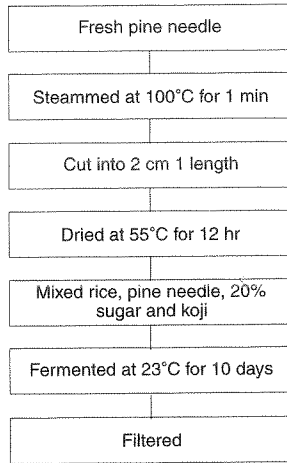 Fresh pine needle
Steammed at 100°C for 1 min
Cut into 2 cm 1 length
Dried at 55°C for 12 hr
Mixed rice, pine needle, 20%
sugar and koji
Fermented at 23°C for 10 days
Filtered